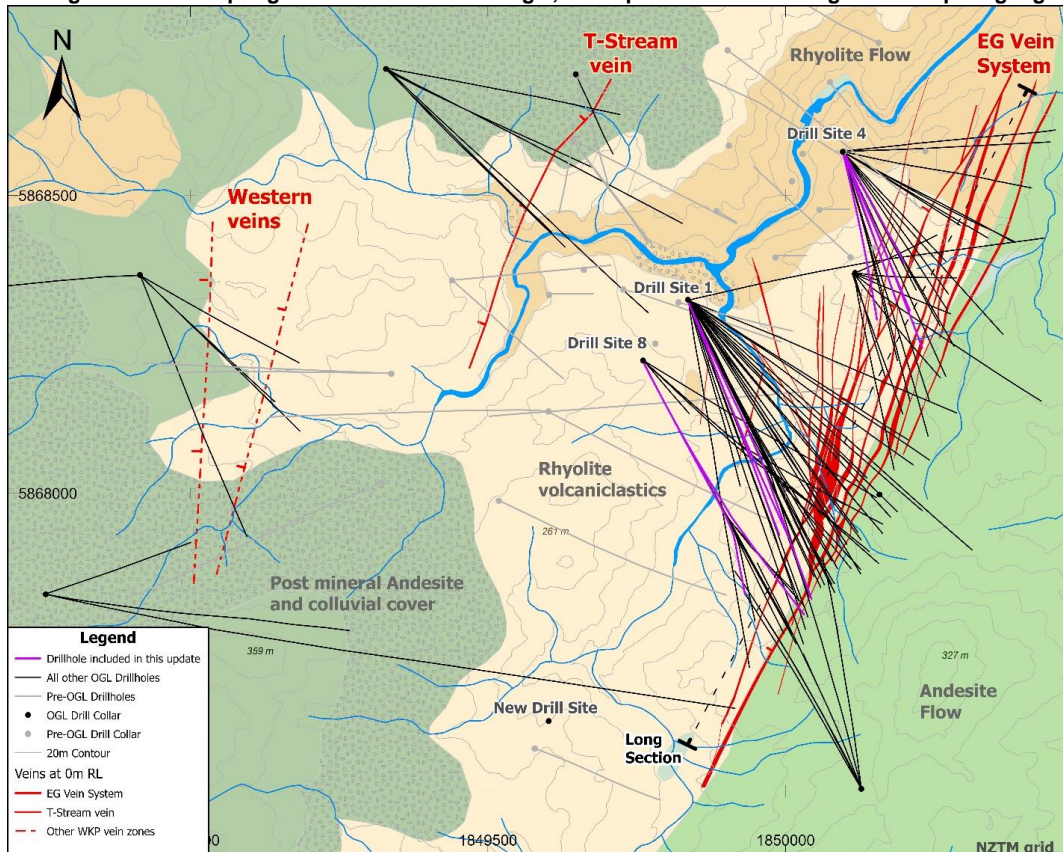 N
T-Stream
vein
Rhyolite Flow
EG Vein
System
Drill Site 4
5868500
Western
veins
Drill Site 1
Drill Site 8
5868000
Rhyolite
volcaniclastics
261 m
Post mineral Andesite
and colluvial cover
359 m
327 m
Andesite
Flow
New Drill Site
Long
Section
Legend
Drillhole included in this update
All other OGL Drillholes
Pre-OGL Drillholes
OGL Drill Collar
Pre-OGL Drill Collar
20m Contour
Veins at 0m RL
EG Vein System
T-Stream vein
Other WKP vein zones
00
1849500
1850000
NZTM grid